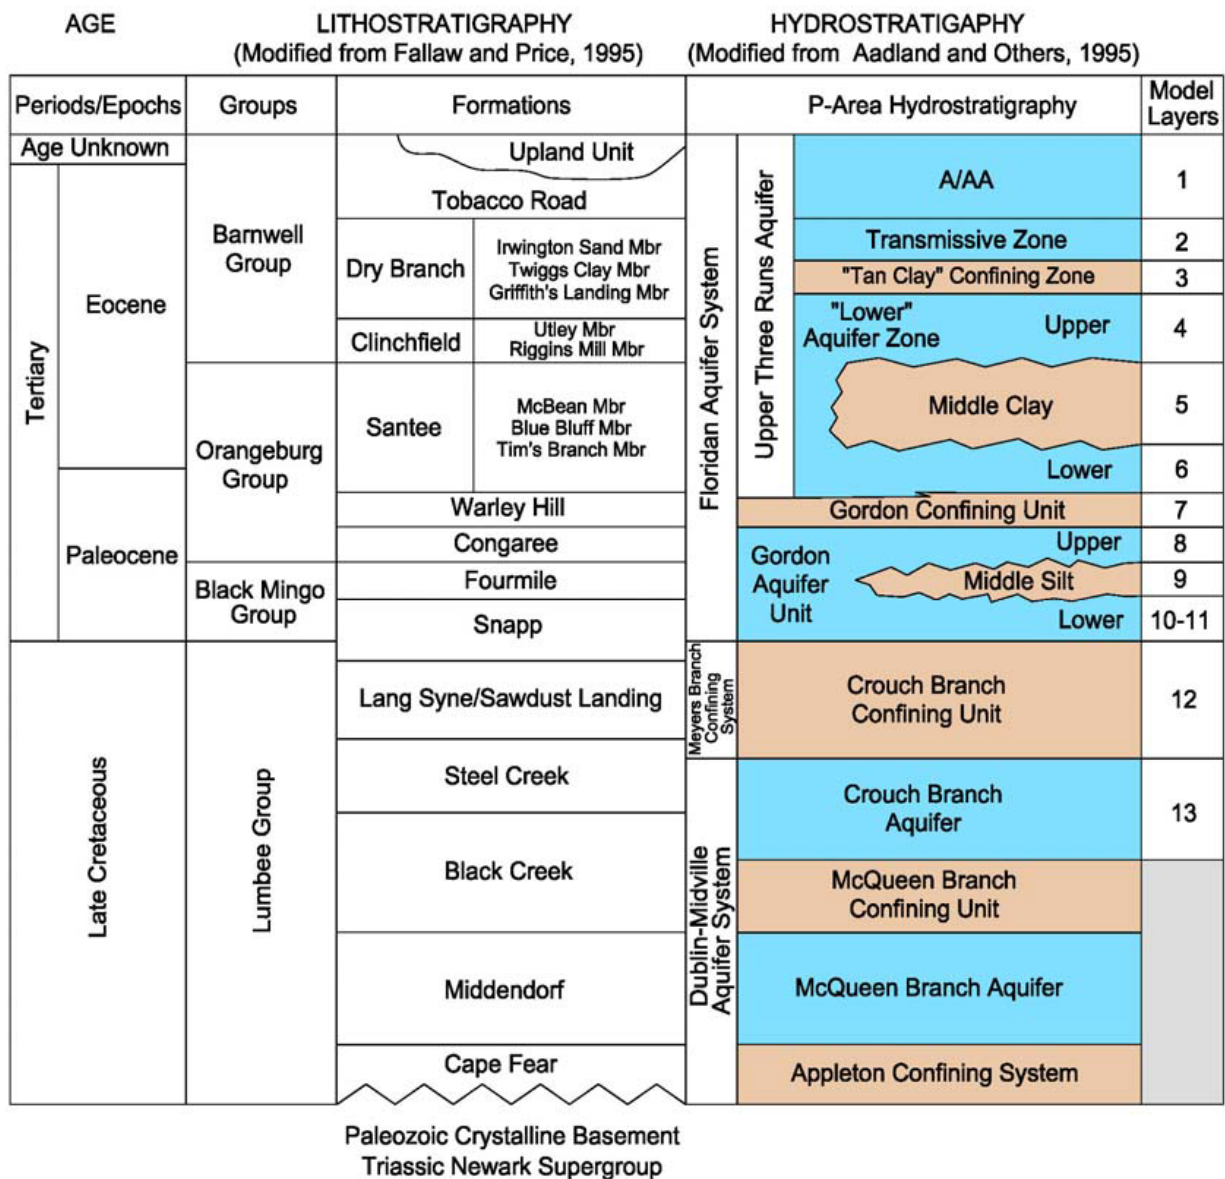 AGE
LITHOSTRATIGRAPHY
(Modified from Fallaw and Price, 1995)
HYDROSTRATIGAPHY
(Modified from Aadland and Others, 1995)
Periods/Epochs
Groups
Formations
P-Area Hydrostratigraphy
Model
Layers
Age Unknown
Tertiary
Eocene
Paleocene
Late Cretaceous
Barnwell
Group
Orangeburg
Group
Black Mingo
Group
Lumbee Group
Upland Unit
Tobacco Road
Dry Branch
Irwington Sand Mbr
Twiggs Clay Mbr
Griffith's Landing Mbr
Clinchfield
Utley Mbr
Riggins Mill Mbr
Santee
McBean Mbr
Blue Bluff Mbr
Tim's Branch Mbr
Warley Hill
Congaree
Fourmile
Snapp
Lang Syne/Sawdust Landing
Steel Creek
Black Creek
Middendorf
Cape Fear
Paleozoic Crystalline Basement
Triassic Newark Supergroup
Floridan Aquifer System
Meyers Branch
Confining
System
Dublin-Midville
Aquifer System
Upper Three Runs Aquifer
A/AA
Transmissive Zone
"Tan Clay" Confining Zone
"Lower"
Aquifer Zone
Upper
Middle Clay
Lower
Gordon Confining Unit
Gordon
Aquifer
Unit
Upper
Middle Silt
Lower
Crouch Branch
Confining Unit
Crouch Branch
Aquifer
McQueen Branch
Confining Unit
McQueen Branch Aquifer
Appleton Confining System
1
2
3
4
5
6
7
8
9
10-11
12
13